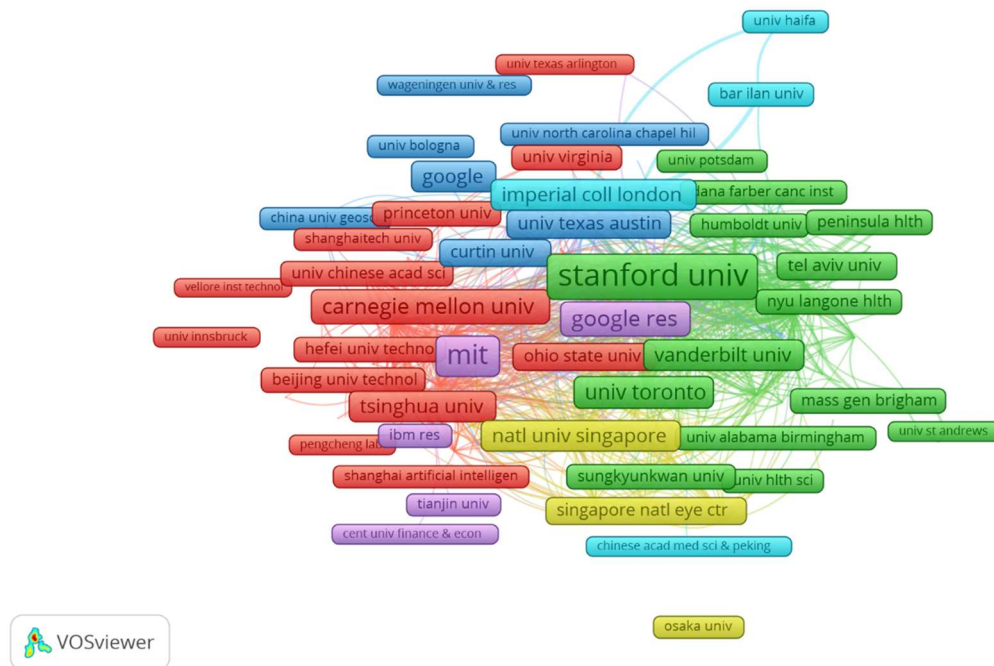 univ haifa
univ texas arlington
wageningen univ & res
bar ilan univ
univ north carolina chapel hil
univ bologna
univ virginia
univ potsdam
google
imperial coll london
dana farber canc inst
princeton univ
china univ geosc
univ texas austin
humboldt univ
peninsula hlth
shanghaitech univ
curtin univ
tel aviv univ
univ chinese acad sci
stanford univ
vellore inst technol
carnegie mellon univ
google res
nyu langone hlth
univ innsbruck
hefei univ techno
mit
ohio state univ
vanderbilt univ
beijing univ technol
univ toronto
mass gen brigham
tsinghua univ
ibm res
natl univ singapore
univ alabama birmingham
univ st andrews
pengcheng lab
shanghai artificial intelligen
sungkyunkwan univ
univ hlth sci
tianjin univ
singapore natl eye ctr
cent univ finance & econ
chinese acad med sci & peking
osaka univ
VOSviewer